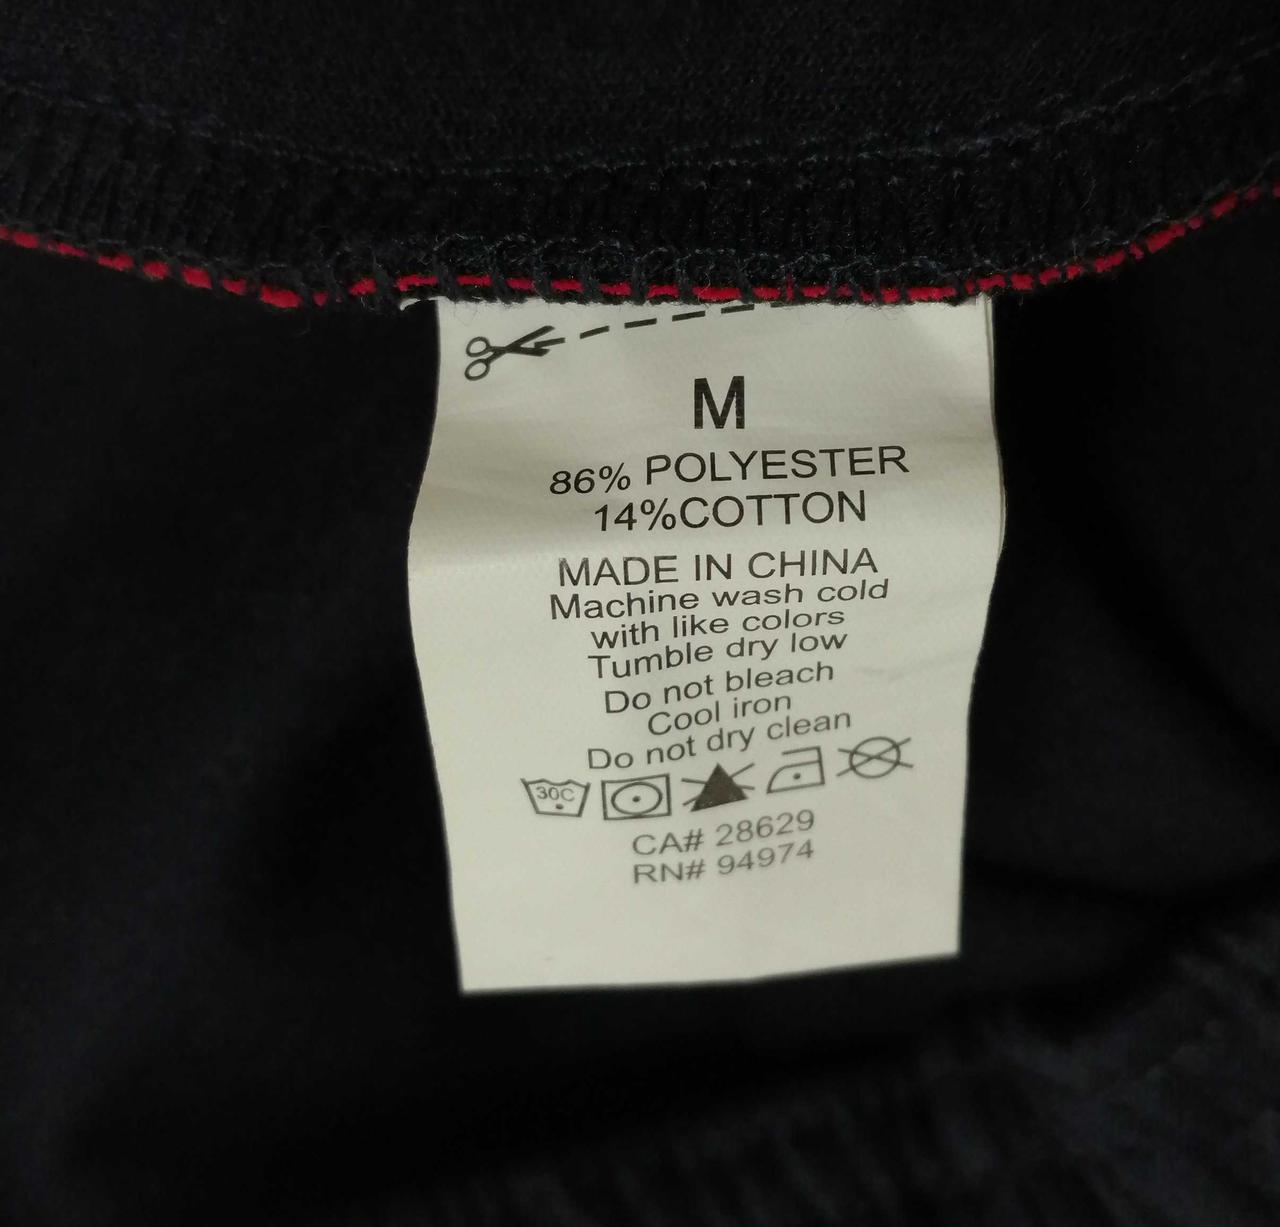 M
86% POLYESTER
14%COTTON
MADE IN CHINA
Machine wash cold
with like colors
Tumble dry low
Do not bleach
Cool iron
Do not dry clean
30C
CA# 28629
RN# 94974